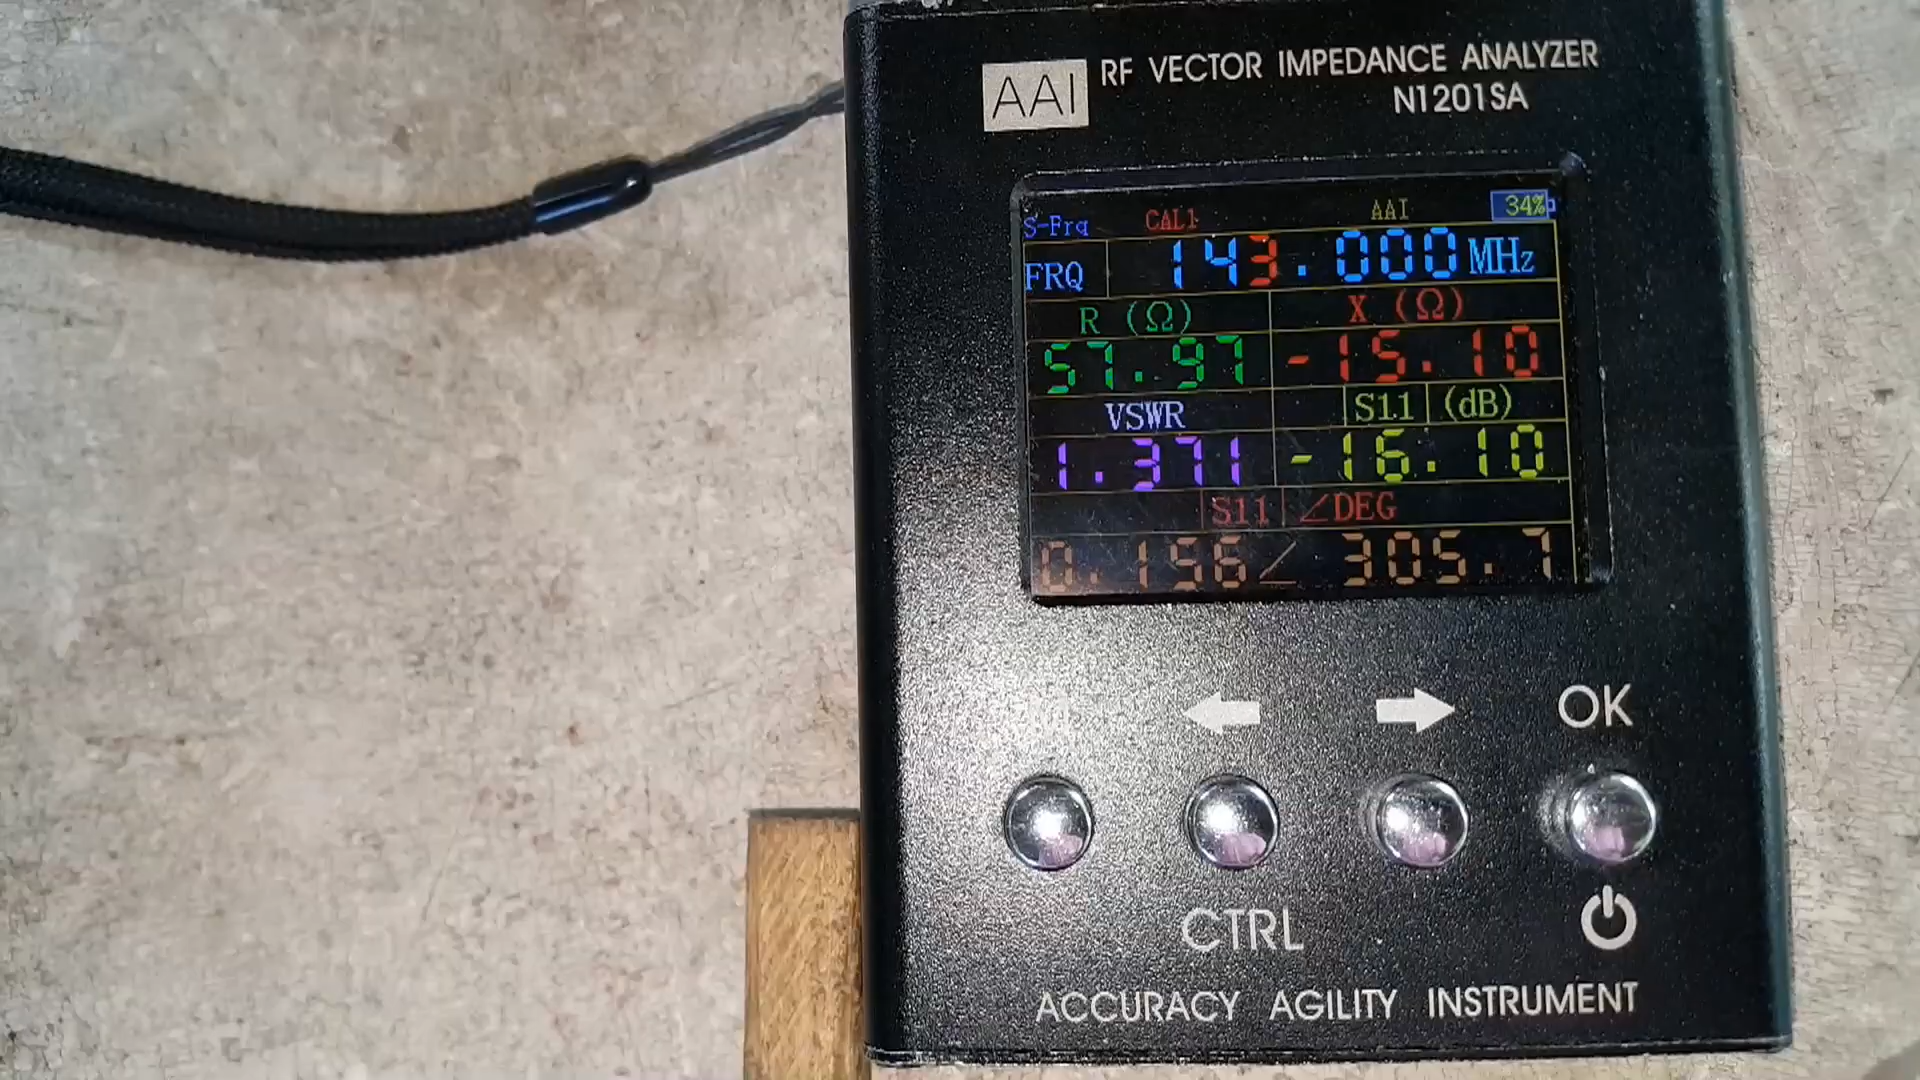 AAI RF VECTOR IMPEDANCE ANALYZER
N1201SA
S-Frq CAL1 AAI 34%
FRQ 143.000 MHz
R (Ω) X (Ω)
57.97 -15.10
VSWR S11 (dB)
1.371 -16.10
S11 ∠DEG
0.156∠ 305.7
OK
CTRL
ACCURACY AGILITY INSTRUMENT